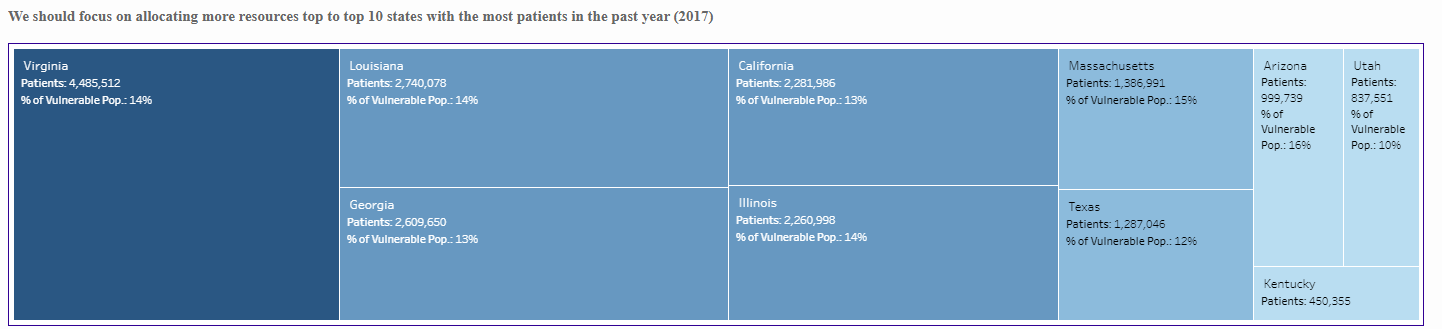 We should focus on allocating more resources top to top 10 states with the most patients in the past year (2017)
Virginia
Patients: 4,485,512
% of Vulnerable Pop.: 14%
Louisiana
Patients: 2,740,078
% of Vulnerable Pop.: 14%
Georgia
Patients: 2,609,650
% of Vulnerable Pop.: 13%
California
Patients: 2,281,986
% of Vulnerable Pop.: 13%
Illinois
Patients: 2,260,998
% of Vulnerable Pop.: 14%
Massachusetts
Patients: 1,386,991
% of Vulnerable Pop.: 15%
Texas
Patients: 1,287,046
% of Vulnerable Pop.: 12%
Arizona
Patients:
999,739
% of
Vulnerable
Pop.: 16%
Utah
Patients:
837,551
% of
Vulnerable
Pop.: 10%
Kentucky
Patients: 450,355